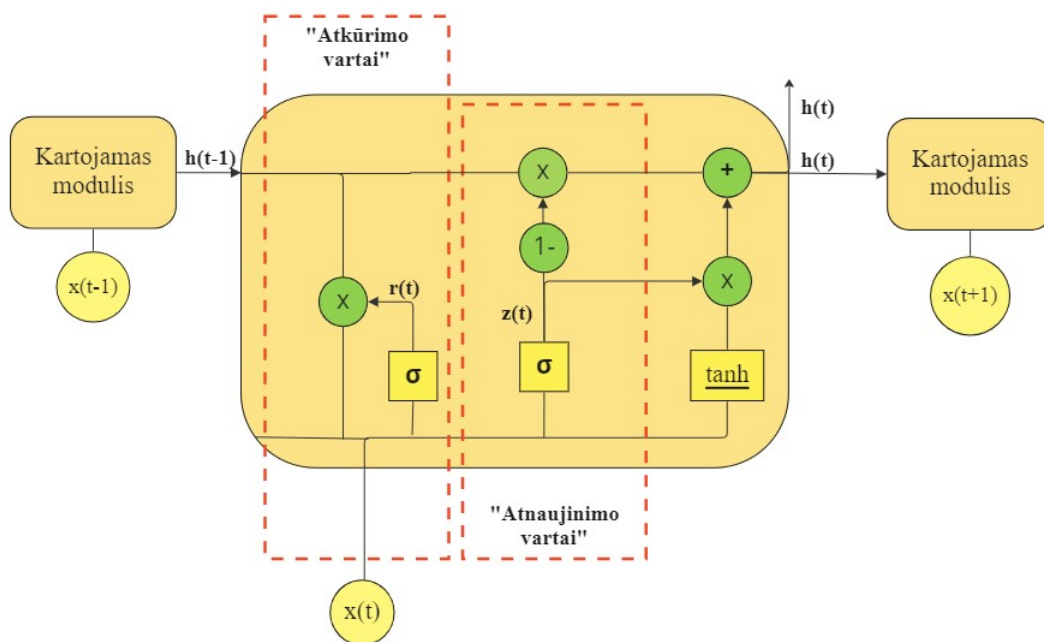 "Atkūrimo
vartai"
h(t)
Kartojamas
modulis
h(t-1)
X
+
h(t)
Kartojamas
modulis
1-
x(t-1)
X
r(t)
z(t)
X
x(t+1)
σ
σ
tanh
"Atnaujinimo
vartai"
x(t)